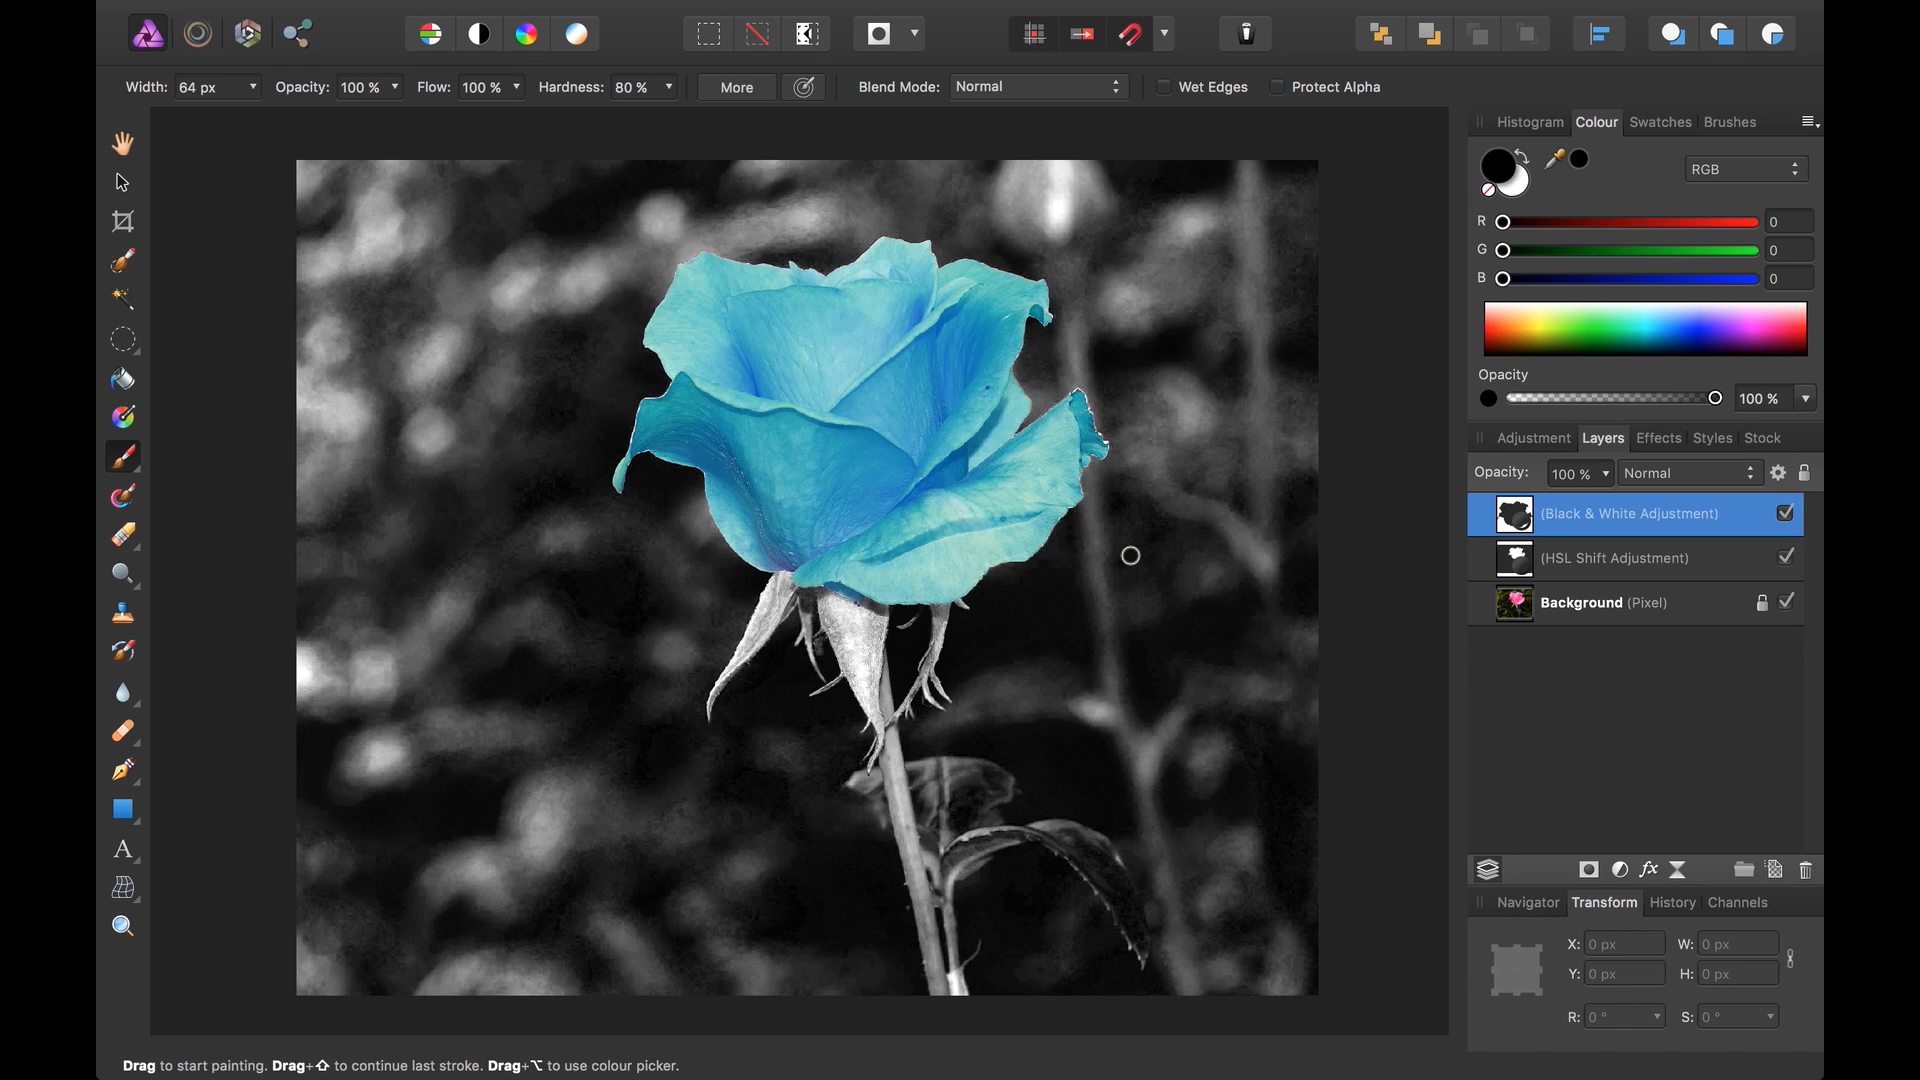 Width: 64 px Opacity: 100 % Flow: 100 % Hardness: 80 % More Blend Mode: Normal Wet Edges Protect Alpha
Histogram Colour Swatches Brushes
RGB
R 0
G 0
B 0
Opacity
100 %
Adjustment Layers Effects Styles Stock
Opacity: 100 % Normal
(Black & White Adjustment)
(HSL Shift Adjustment)
Background (Pixel)
fx
Navigator Transform History Channels
X: 0 px W: 0 px
Y: 0 px H: 0 px
R: 0 ° S: 0 °
A
Drag to start painting. Drag+⇧ to continue last stroke. Drag+⌥ to use colour picker.